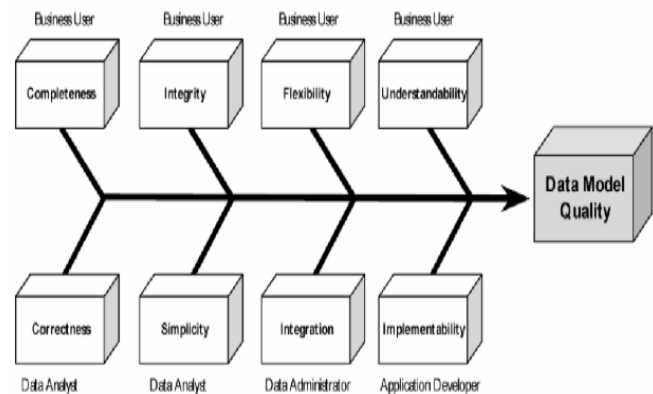 Business User Business User Business User Business User
Completeness Integrity Flexibility Understandability
Data Model
Quality
Correctness Simplicity Integration Implementability
Data Analyst Data Analyst Data Administrator Application Developer